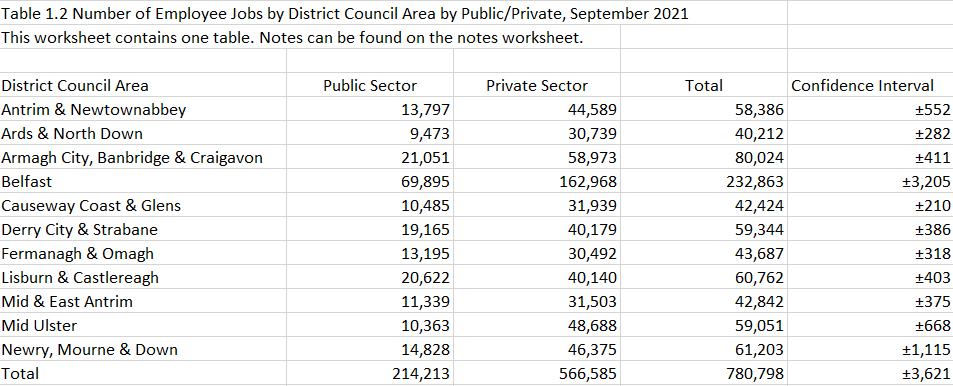 Table 1.2 Number of Employee Jobs by District Council Area by Public/Private, September 2021
This worksheet contains one table. Notes can be found on the notes worksheet.
District Council Area Public Sector Private Sector Total Confidence Interval
Antrim & Newtownabbey 13,797 44,589 58,386 ±552
Ards & North Down 9,473 30,739 40,212 ±282
Armagh City, Banbridge & Craigavon 21,051 58,973 80,024 ±411
Belfast 69,895 162,968 232,863 ±3,205
Causeway Coast & Glens 10,485 31,939 42,424 ±210
Derry City & Strabane 19,165 40,179 59,344 ±386
Fermanagh & Omagh 13,195 30,492 43,687 ±318
Lisburn & Castlereagh 20,622 40,140 60,762 ±403
Mid & East Antrim 11,339 31,503 42,842 ±375
Mid Ulster 10,363 48,688 59,051 ±668
Newry, Mourne & Down 14,828 46,375 61,203 ±1,115
Total 214,213 566,585 780,798 ±3,621